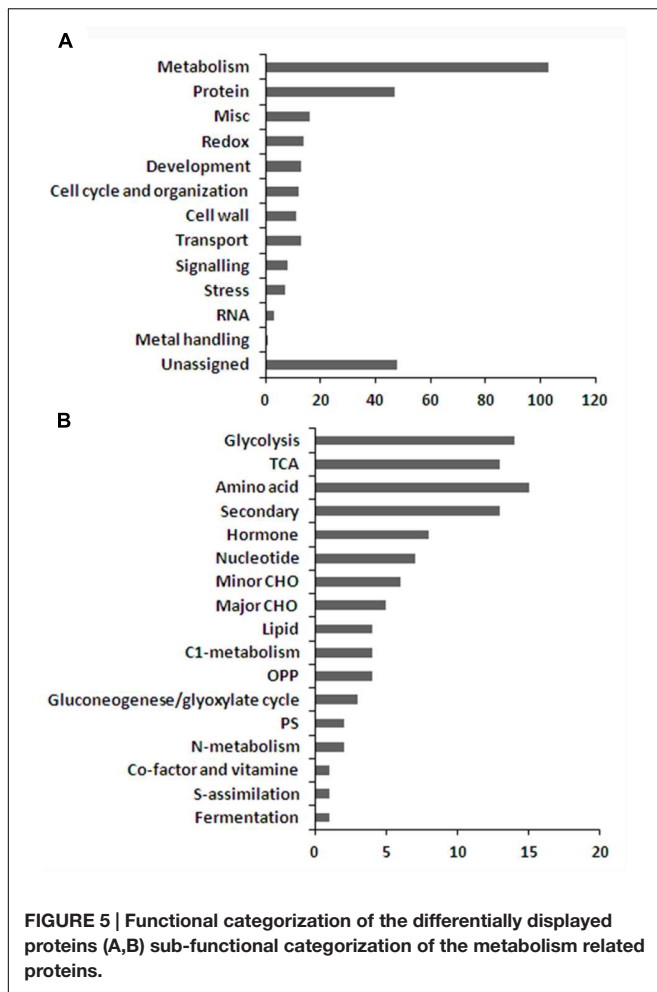 A
Metabolism
Protein
Misc
Redox
Development
Cell cycle and organization
Cell wall
Transport
Signalling
Stress
RNA
Metal handling
Unassigned
0 20 40 60 80 100 120
B
Glycolysis
TCA
Amino acid
Secondary
Hormone
Nucleotide
Minor CHO
Major CHO
Lipid
C1-metabolism
OPP
Gluconeogenese/glyoxylate cycle
PS
N-metabolism
Co-factor and vitamine
S-assimilation
Fermentation
0 5 10 15 20
FIGURE 5 | Functional categorization of the differentially displayed
proteins (A,B) sub-functional categorization of the metabolism related
proteins.